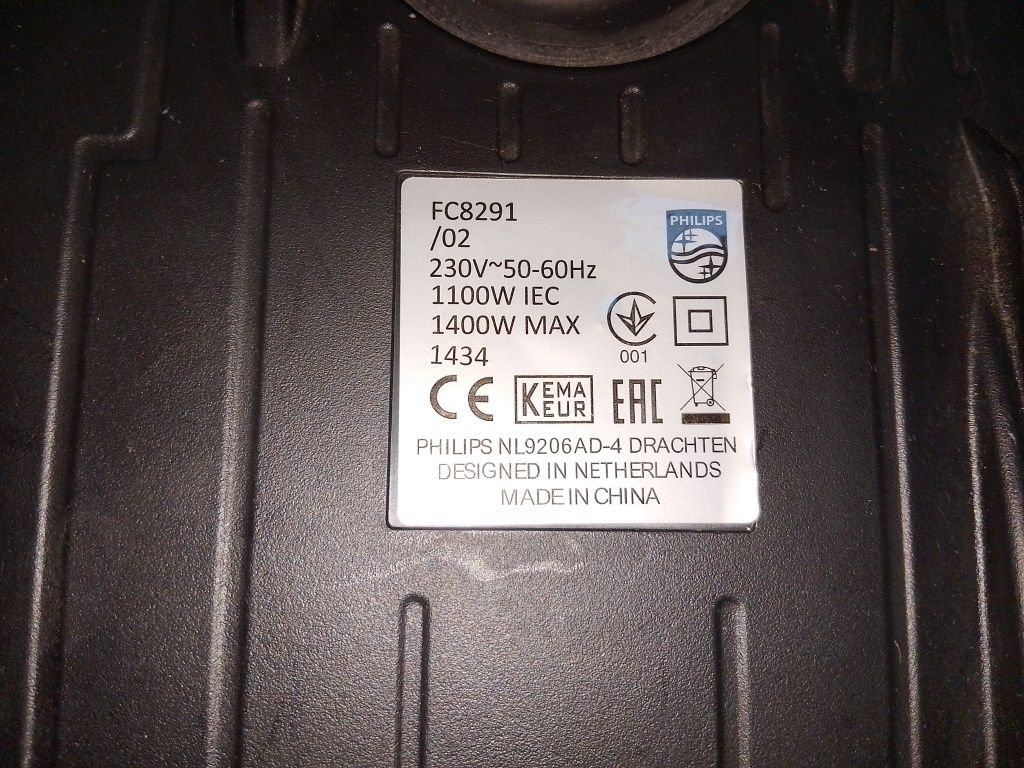 FC8291
/02
230V~50-60Hz
1100W IEC
1400W MAX
1434
PHILIPS
001
CE
KEMA
EUR
EAC
PHILIPS NL9206AD-4 DRACHTEN
DESIGNED IN NETHERLANDS
MADE IN CHINA